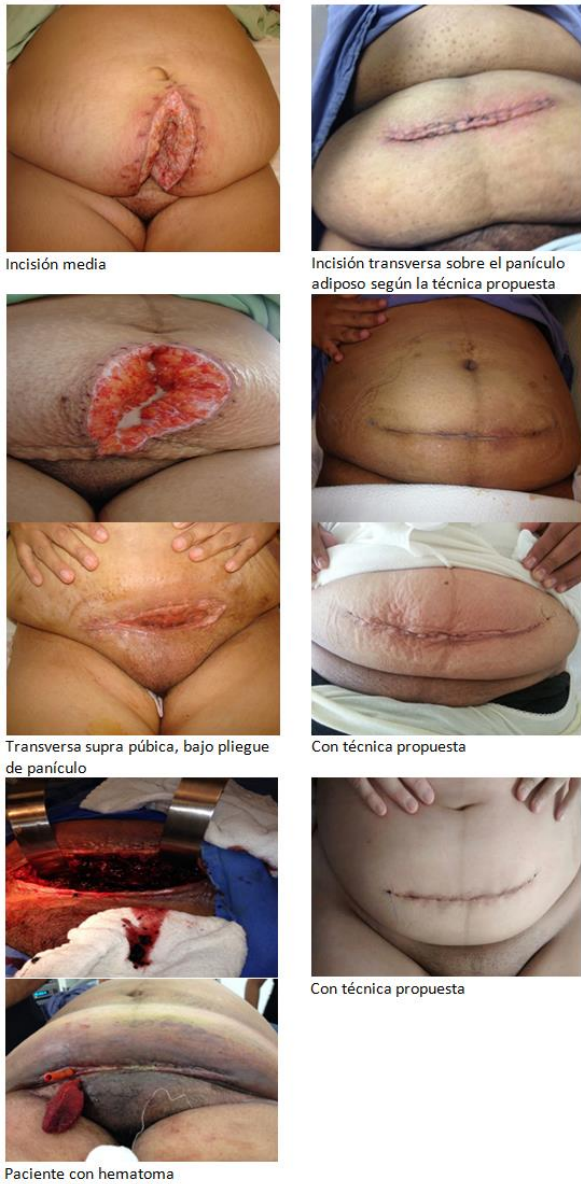 Incisión media
Incisión transversa sobre el panículo
adiposo según la técnica propuesta
Transversa supra púbica, bajo pliegue
de panículo
Con técnica propuesta
Con técnica propuesta
Paciente con hematoma